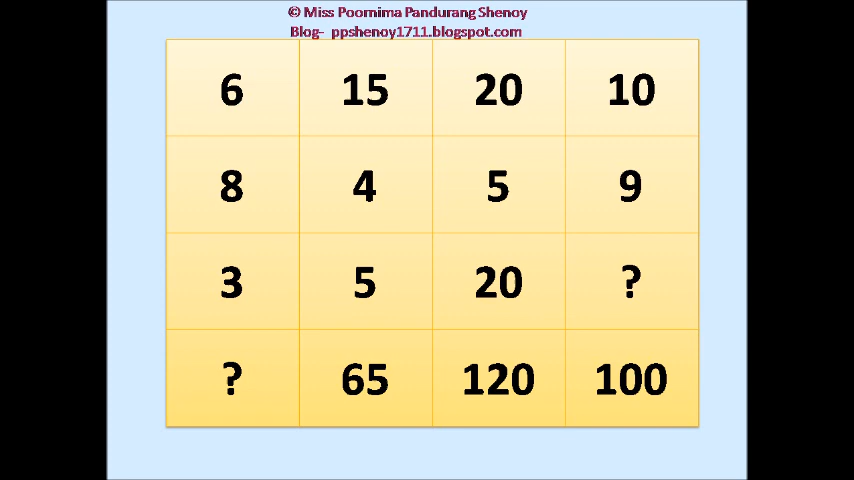 © Miss Poornima Pandurang Shenoy
Blog- ppshenoy1711.blogspot.com
6 15 20 10
8 4 5 9
3 5 20 ?
? 65 120 100